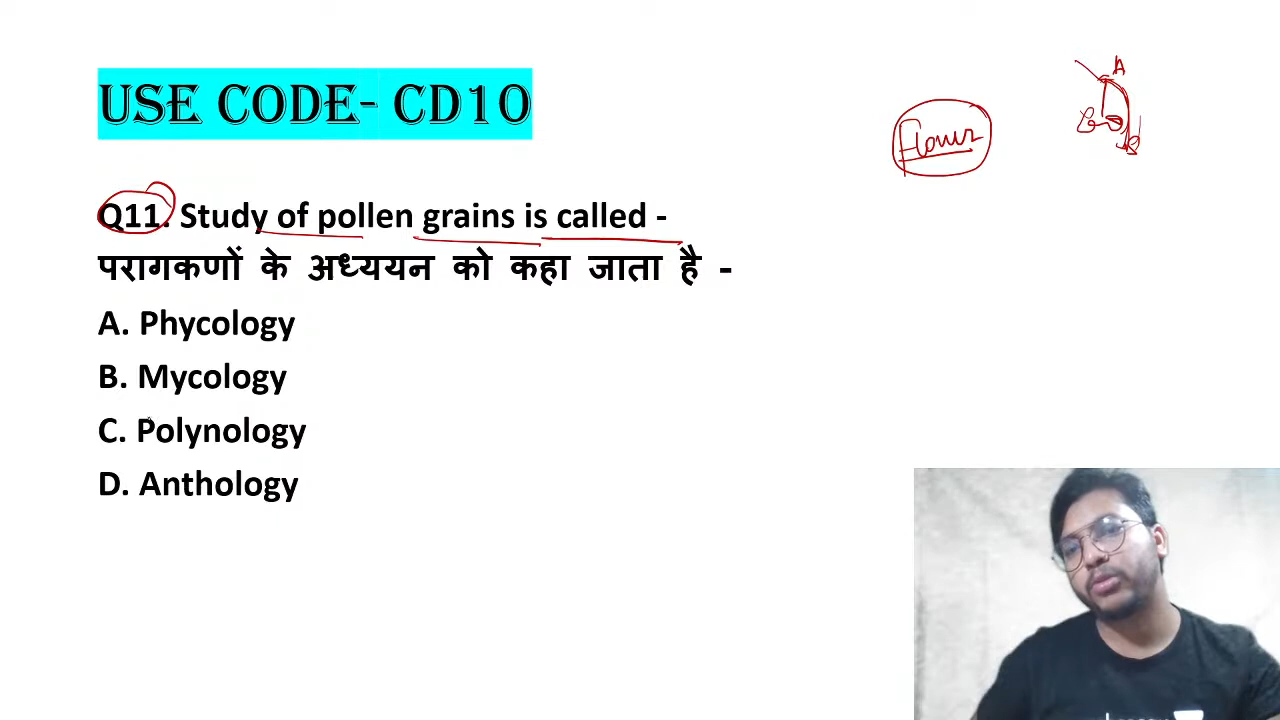 USE CODE- CD10
Flower
A
Q11. Study of pollen grains is called -
परागकणों के अध्ययन को कहा जाता है -
A. Phycology
B. Mycology
C. Polynology
D. Anthology